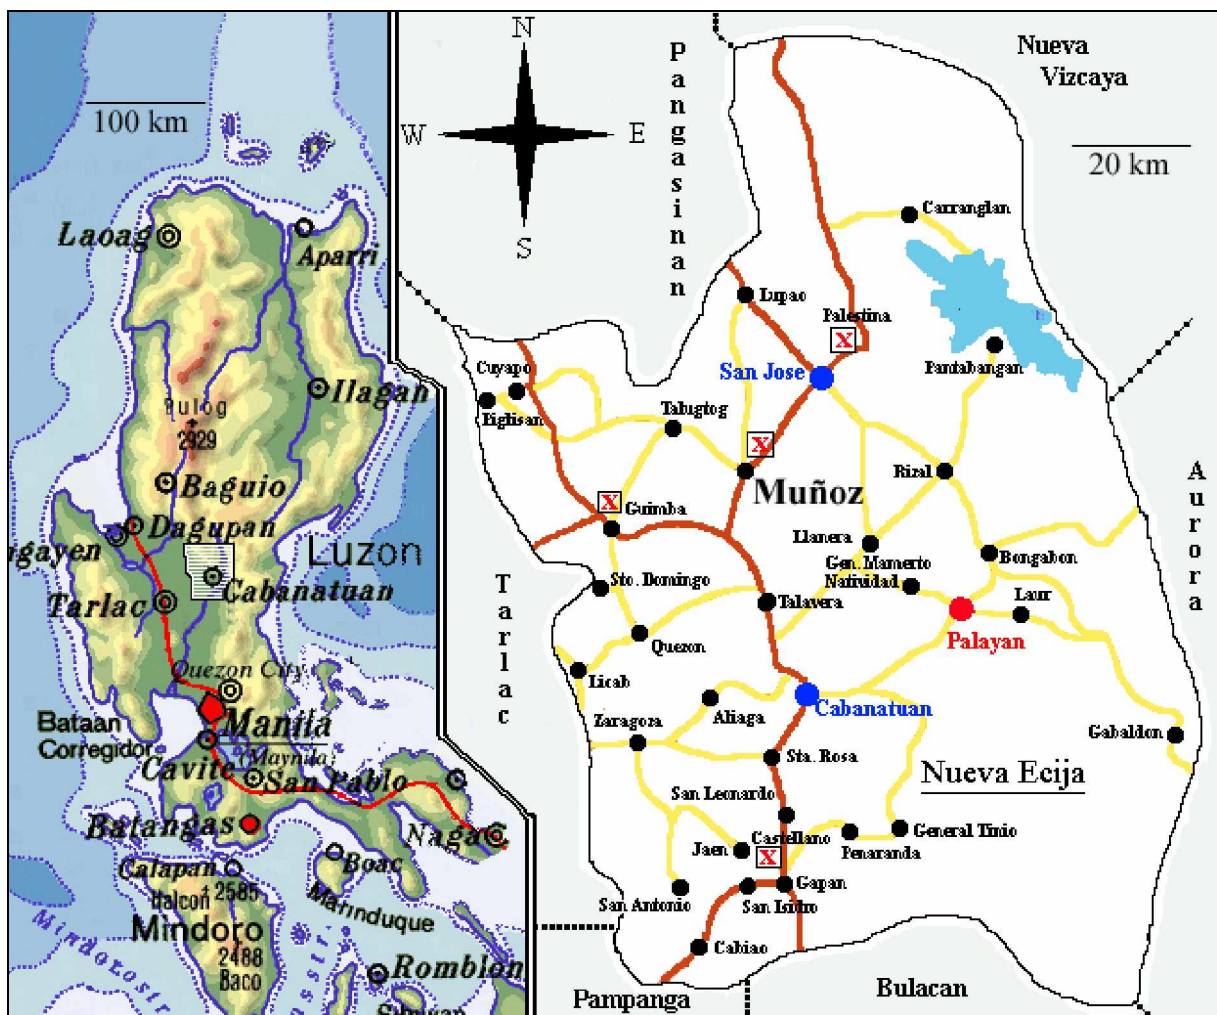 100 km
Laoag
Aparri
Ilagan
Pulog
2929
Baguio
Dagupan
Luzon
Cabanatuan
Tarlac
Quezon City
Manila
(Maynila)
Bataan
Corregidor
Cavite
San Pablo
Batangas
Naga
Calapan
Boac
Halcon
2585
Marinduque
Mindoro
2488
Baco
Romblon
N
W
E
S
Pangasinan
Nueva
Vizcaya
20 km
Carranglan
Lupao
Palestina
X
San Jose
Pantabangan
Cuyapo
Talugtog
X
Muñoz
Rizal
Aurora
X
Guimba
Llanera
Bongabon
Gen. Mamerto
Natividad
Sto. Domingo
Tarlac
Talavera
Laur
Palayan
Quezon
Licab
Aliaga
Cabanatuan
Zaragoza
Gabaldon
Sta. Rosa
Nueva Ecija
San Leonardo
Castellano
General Tinio
Jaen
X
Penaranda
San Antonio
San Isidro
Gapan
Cabiao
Pampanga
Bulacan